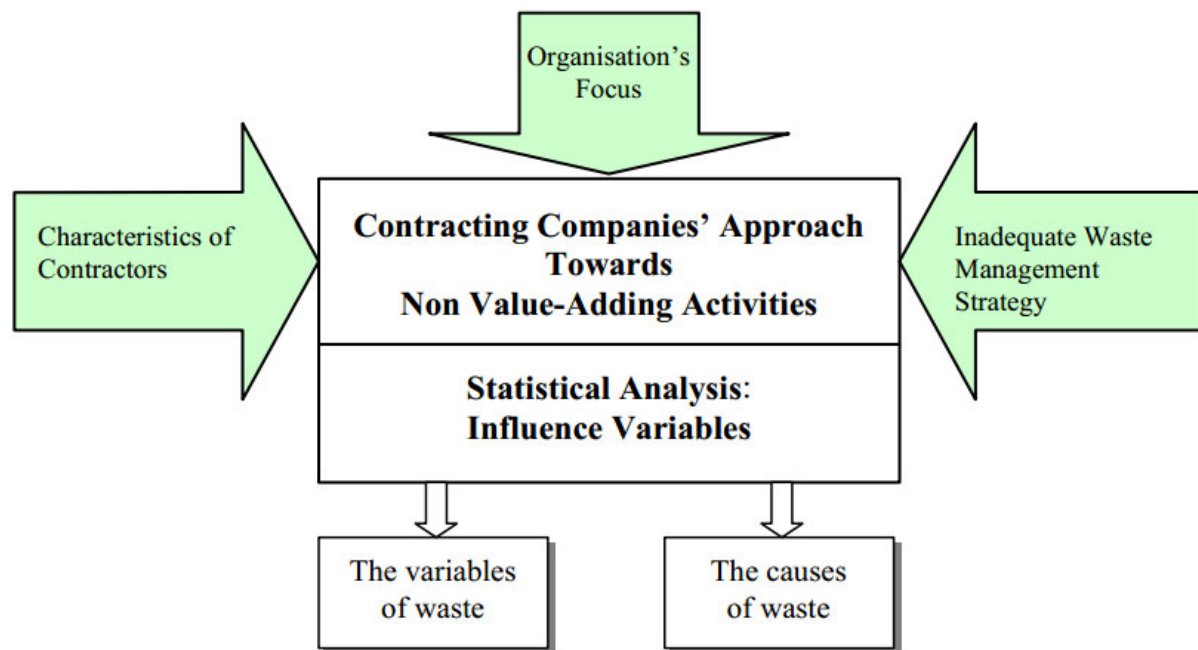 Organisation’s
Focus
Characteristics of
Contractors
Contracting Companies’ Approach
Towards
Non Value-Adding Activities
Inadequate Waste
Management
Strategy
Statistical Analysis:
Influence Variables
The variables
of waste
The causes
of waste